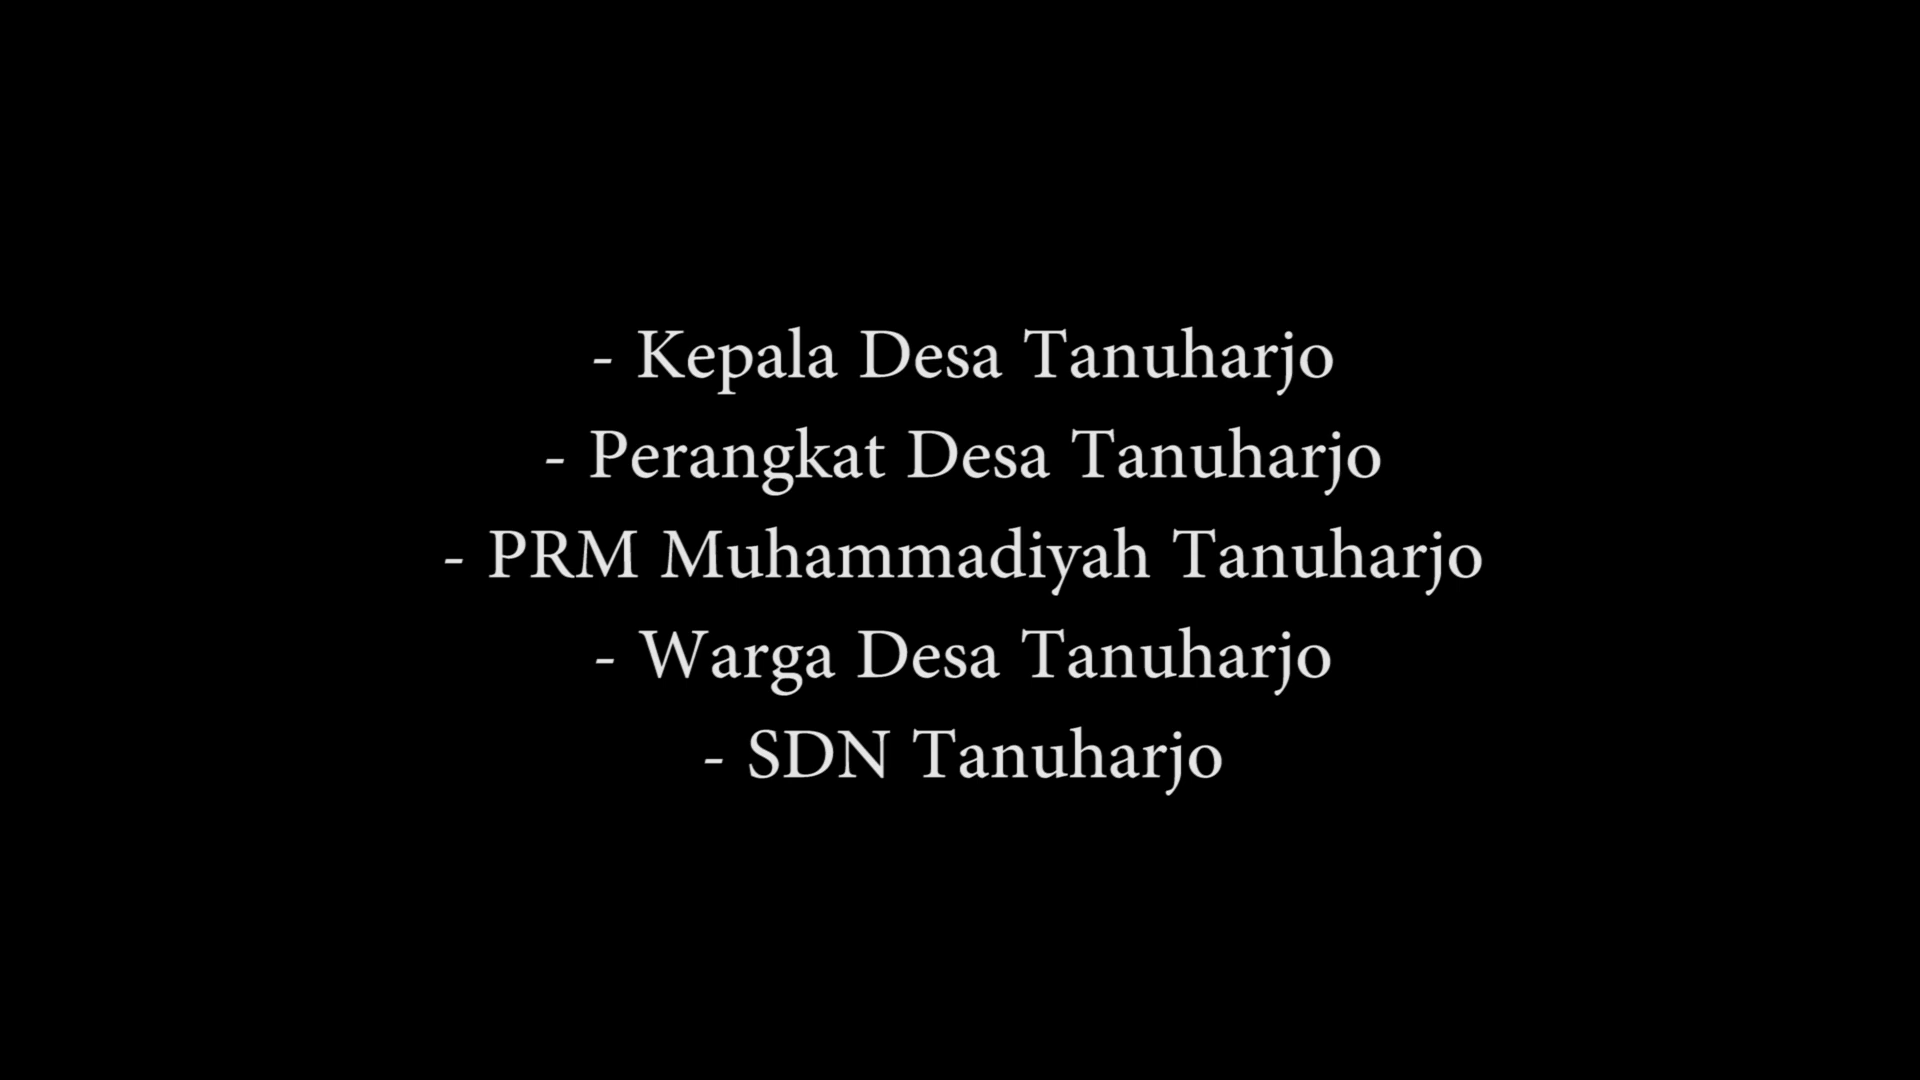 - Kepala Desa Tanuharjo
- Perangkat Desa Tanuharjo
- PRM Muhammadiyah Tanuharjo
- Warga Desa Tanuharjo
- SDN Tanuharjo